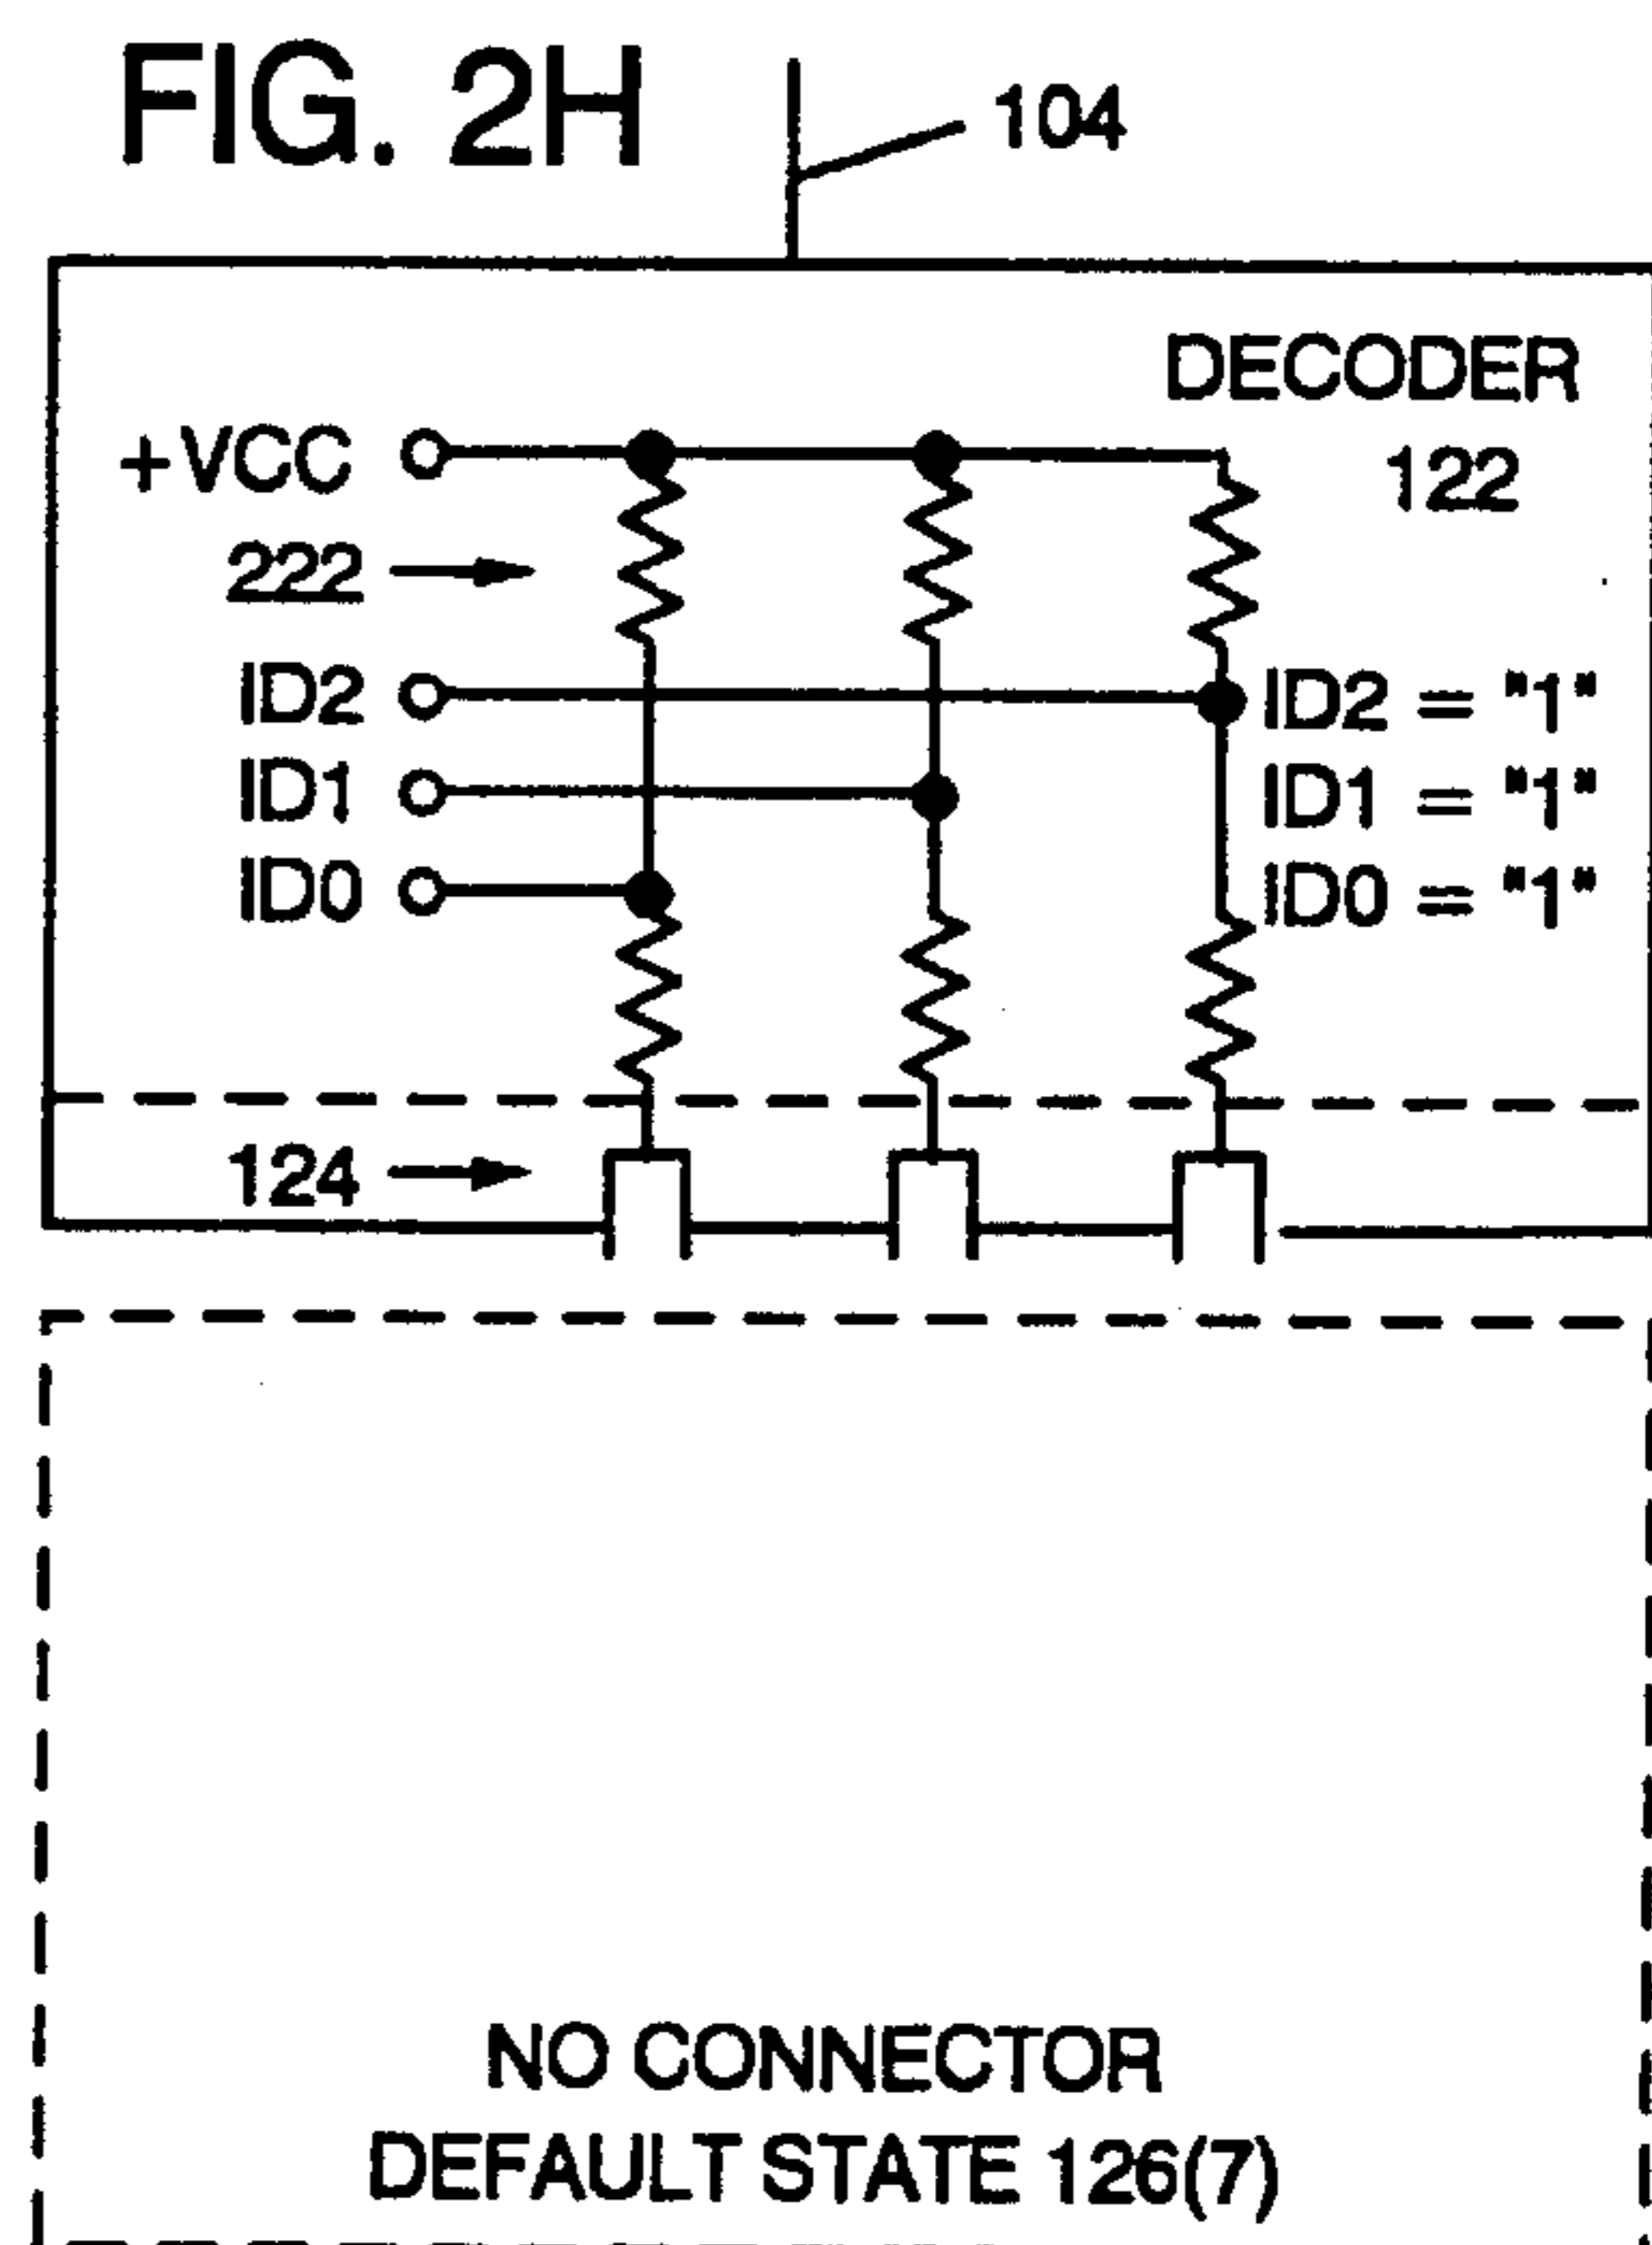 FIG. 2H
104
DECODER
122
+VCC
222
ID2
ID2 = "1"
ID1
ID1 = "1"
ID0
ID0 = "1"
124
NO CONNECTOR
DEFAULT STATE 126(7)